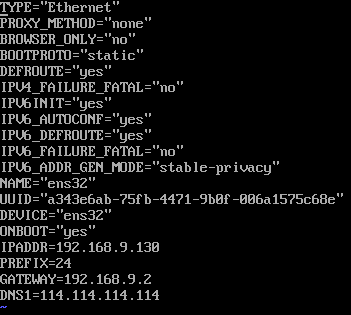 TYPE="Ethernet"
PROXY_METHOD="none"
BROWSER_ONLY="no"
BOOTPROTO="static"
DEFROUTE="yes"
IPV4_FAILURE_FATAL="no"
IPV6INIT="yes"
IPV6_AUTOCONF="yes"
IPV6_DEFROUTE="yes"
IPV6_FAILURE_FATAL="no"
IPV6_ADDR_GEN_MODE="stable-privacy"
NAME="ens32"
UUID="a343e6ab-75fb-4471-9b0f-006a1575c68e"
DEVICE="ens32"
ONBOOT="yes"
IPADDR=192.168.9.130
PREFIX=24
GATEWAY=192.168.9.2
DNS1=114.114.114.114
~